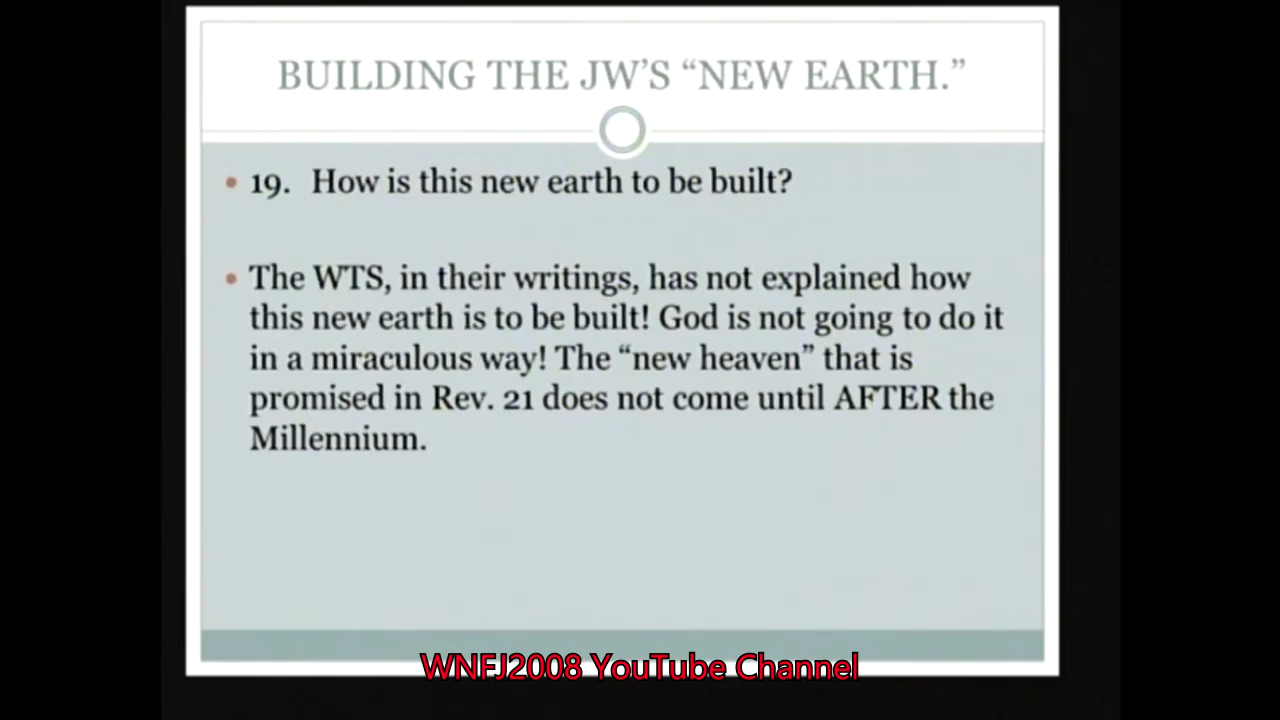 BUILDING THE JW'S “NEW EARTH.”
• 19. How is this new earth to be built?
• The WTS, in their writings, has not explained how
this new earth is to be built! God is not going to do it
in a miraculous way! The “new heaven” that is
promised in Rev. 21 does not come until AFTER the
Millennium.
WNFJ2008 YouTube Channel